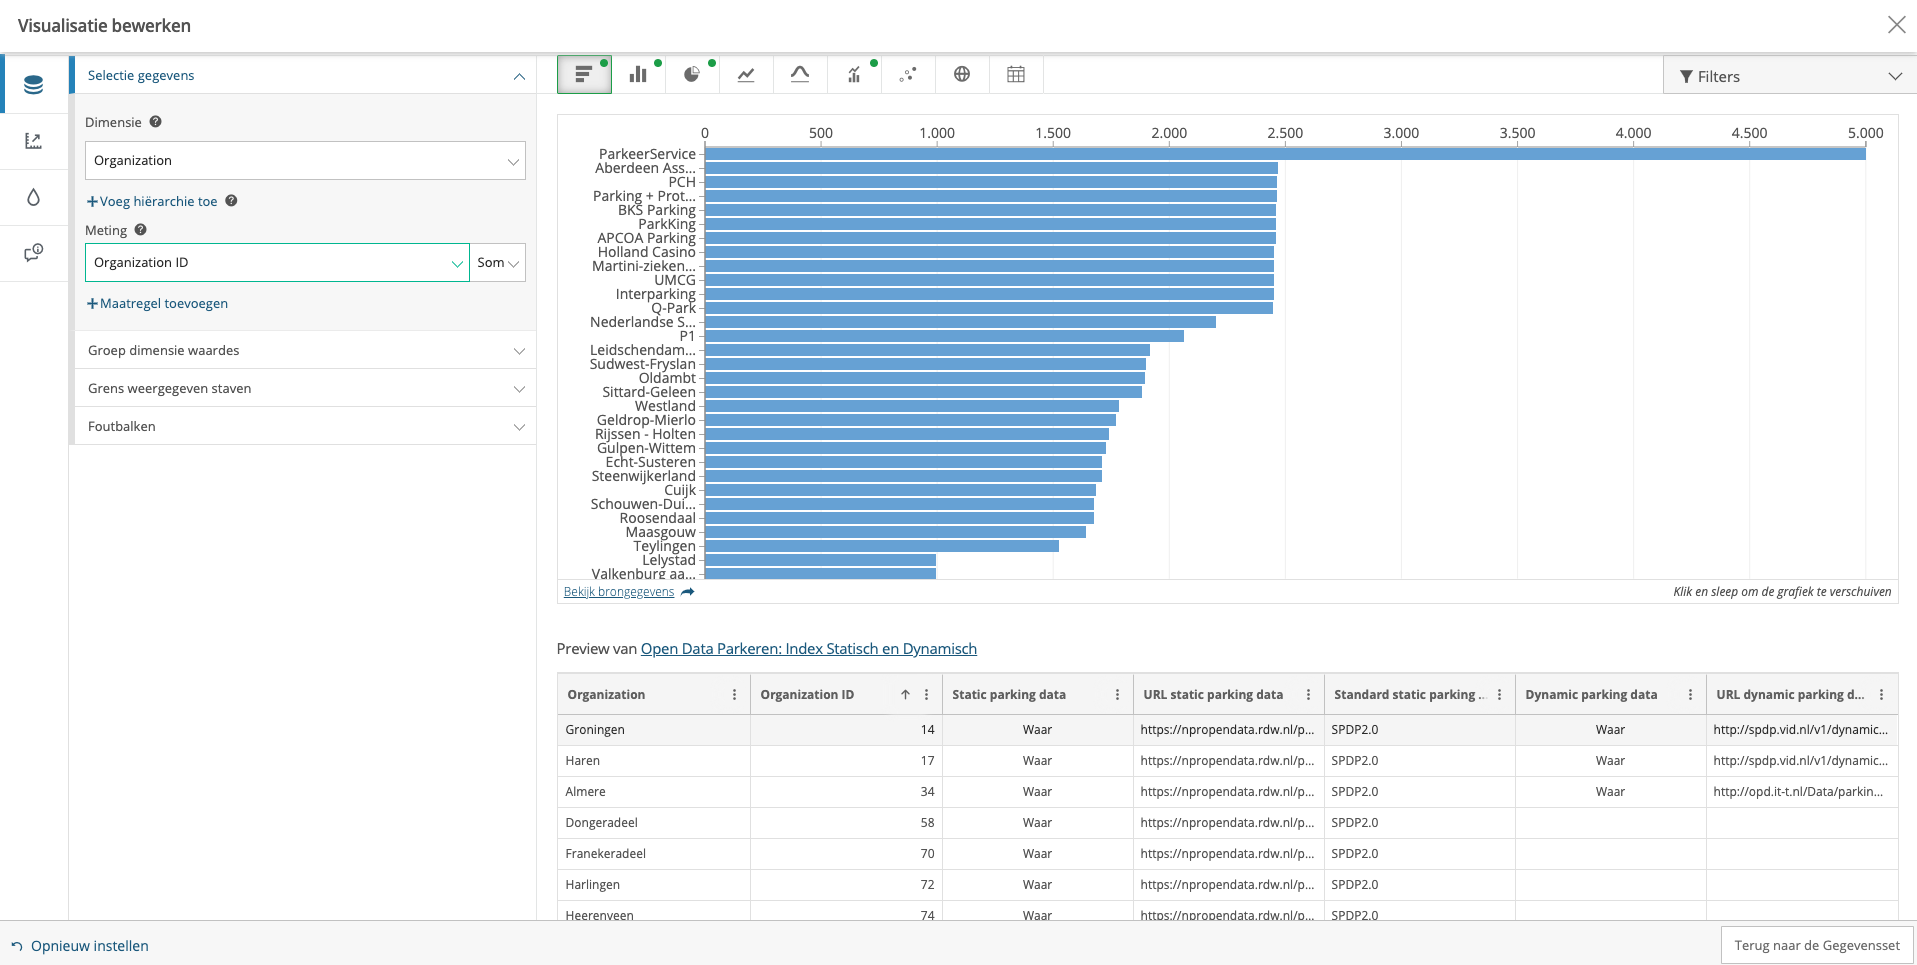 Visualisatie bewerken
Selectie gegevens
Dimensie
Organization
Voeg hiërarchie toe
Meting
Organization ID
Som
Maatregel toevoegen
Groep dimensie waardes
Grens weergegeven staven
Foutbalken
Filters
0 500 1.000 1.500 2.000 2.500 3.000 3.500 4.000 4.500 5.000
ParkeerService
Aberdeen Ass...
PCH
Parking + Prot...
BKS Parking
ParkKing
APCOA Parking
Holland Casino
Martini-zieken...
UMCG
Interparking
Q-Park
Nederlandse S...
P1
Leidschendam...
Sudwest-Fryslan
Oldambt
Sittard-Geleen
Westland
Geldrop-Mierlo
Rijssen - Holten
Gulpen-Wittem
Echt-Susteren
Steenwijkerland
Cuijk
Schouwen-Dui...
Roosendaal
Maasgouw
Teylingen
Lelystad
Valkenburg aa...
Bekijk brongegevens
Klik en sleep om de grafiek te verschuiven
Preview van Open Data Parkeren: Index Statisch en Dynamisch
Organization Organization ID Static parking data URL static parking data Standard static parking ... Dynamic parking data URL dynamic parking d...
Groningen 14 Waar https://npropendata.rdw.nl/p... SPDP2.0 Waar http://spdp.vid.nl/v1/dynamic...
Haren 17 Waar https://npropendata.rdw.nl/p... SPDP2.0 Waar http://spdp.vid.nl/v1/dynamic...
Almere 34 Waar https://npropendata.rdw.nl/p... SPDP2.0 Waar http://opd.it-t.nl/Data/parkin...
Dongeradeel 58 Waar https://npropendata.rdw.nl/p... SPDP2.0
Franekeradeel 70 Waar https://npropendata.rdw.nl/p... SPDP2.0
Harlingen 72 Waar https://npropendata.rdw.nl/p... SPDP2.0
Heerenveen 74 Waar https://npropendata.rdw.nl/p... SPDP2.0
Opnieuw instellen
Terug naar de Gegevensset